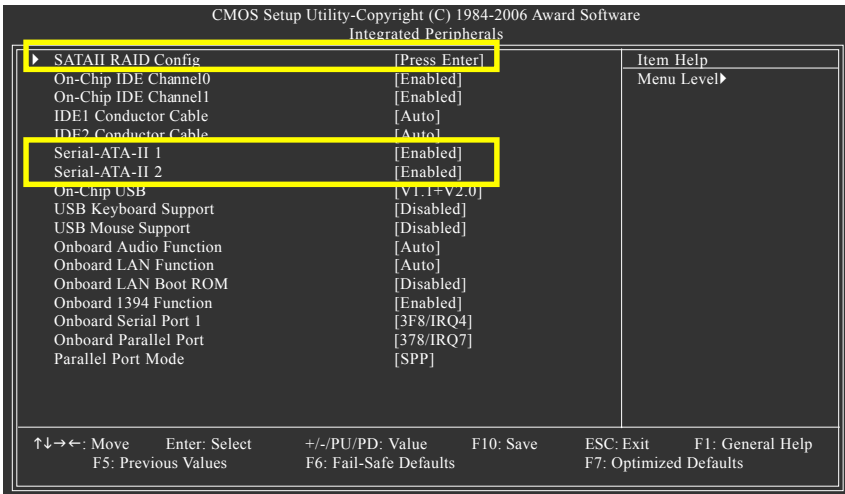 CMOS Setup Utility-Copyright (C) 1984-2006 Award Software
Integrated Peripherals
SATAII RAID Config [Press Enter] Item Help
On-Chip IDE Channel0 [Enabled] Menu Level
On-Chip IDE Channel1 [Enabled]
IDE1 Conductor Cable [Auto]
IDE2 Conductor Cable [Auto]
Serial-ATA-II 1 [Enabled]
Serial-ATA-II 2 [Enabled]
On-Chip USB [V1.1+V2.0]
USB Keyboard Support [Disabled]
USB Mouse Support [Disabled]
Onboard Audio Function [Auto]
Onboard LAN Function [Auto]
Onboard LAN Boot ROM [Disabled]
Onboard 1394 Function [Enabled]
Onboard Serial Port 1 [3F8/IRQ4]
Onboard Parallel Port [378/IRQ7]
Parallel Port Mode [SPP]
↑↓→←: Move Enter: Select +/-/PU/PD: Value F10: Save ESC: Exit F1: General Help
F5: Previous Values F6: Fail-Safe Defaults F7: Optimized Defaults